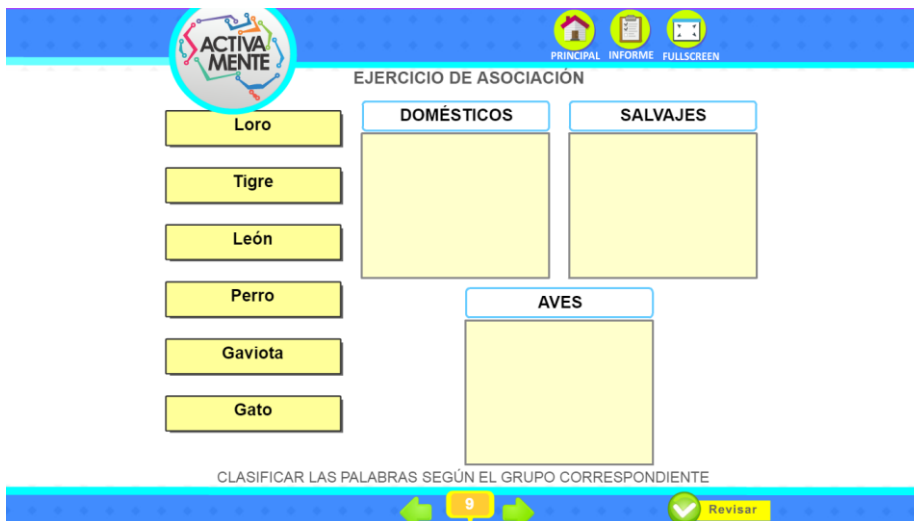 ACTIVA
MENTE
PRINCIPAL INFORME FULLSCREEN
EJERCICIO DE ASOCIACIÓN
DOMÉSTICOS
SALVAJES
Loro
Tigre
León
Perro
Gaviota
Gato
AVES
CLASIFICAR LAS PALABRAS SEGÚN EL GRUPO CORRESPONDIENTE
9
Revisar